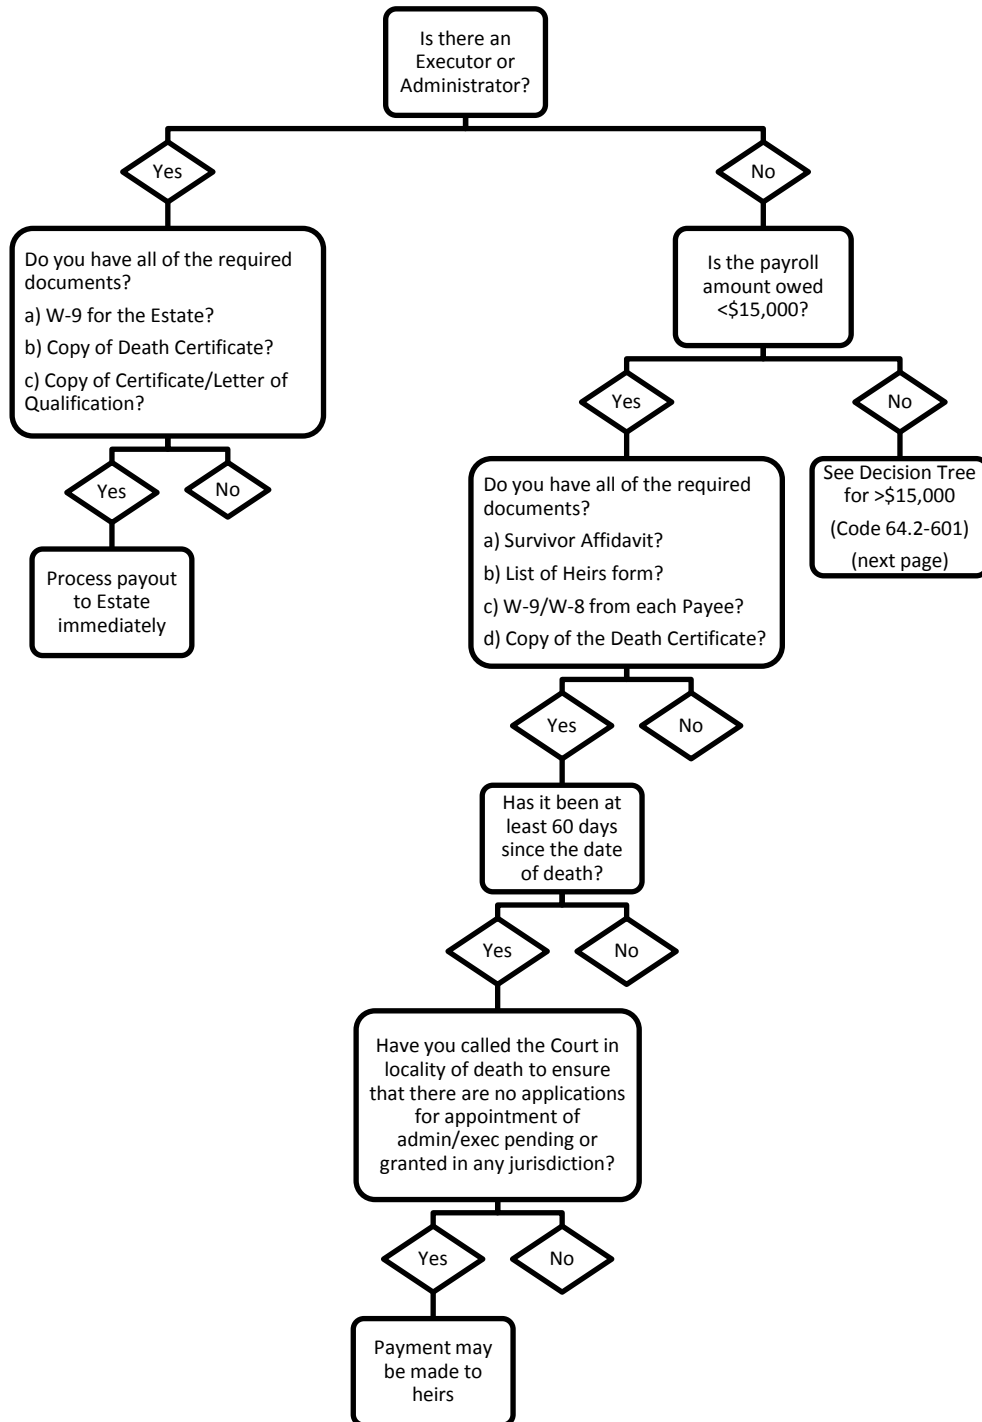 Is there an
Executor or
Administrator?
Yes
No
Do you have all of the required
documents?
a) W-9 for the Estate?
b) Copy of Death Certificate?
c) Copy of Certificate/Letter of
Qualification?
Is the payroll
amount owed
<$15,000?
Yes
No
Yes
No
Process payout
to Estate
immediately
Do you have all of the required
documents?
a) Survivor Affidavit?
b) List of Heirs form?
c) W-9/W-8 from each Payee?
d) Copy of the Death Certificate?
See Decision Tree
for >$15,000
(Code 64.2-601)
(next page)
Yes
No
Has it been at
least 60 days
since the date
of death?
Yes
No
Have you called the Court in
locality of death to ensure
that there are no applications
for appointment of
admin/exec pending or
granted in any jurisdiction?
Yes
No
Payment may
be made to
heirs